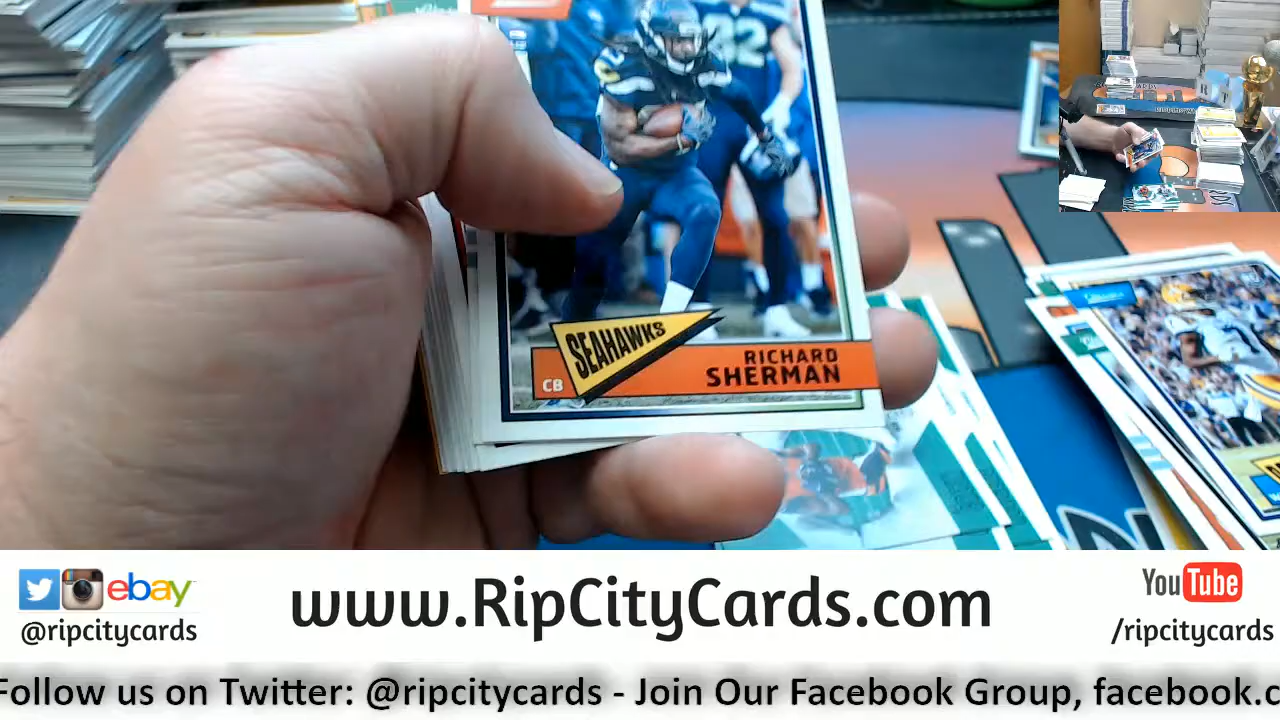 SEAHAWKS
CB
RICHARD
SHERMAN
ebay
@ripcitycards
www.RipCityCards.com
YouTube
/ripcitycards
Follow us on Twitter: @ripcitycards - Join Our Facebook Group, facebook.c